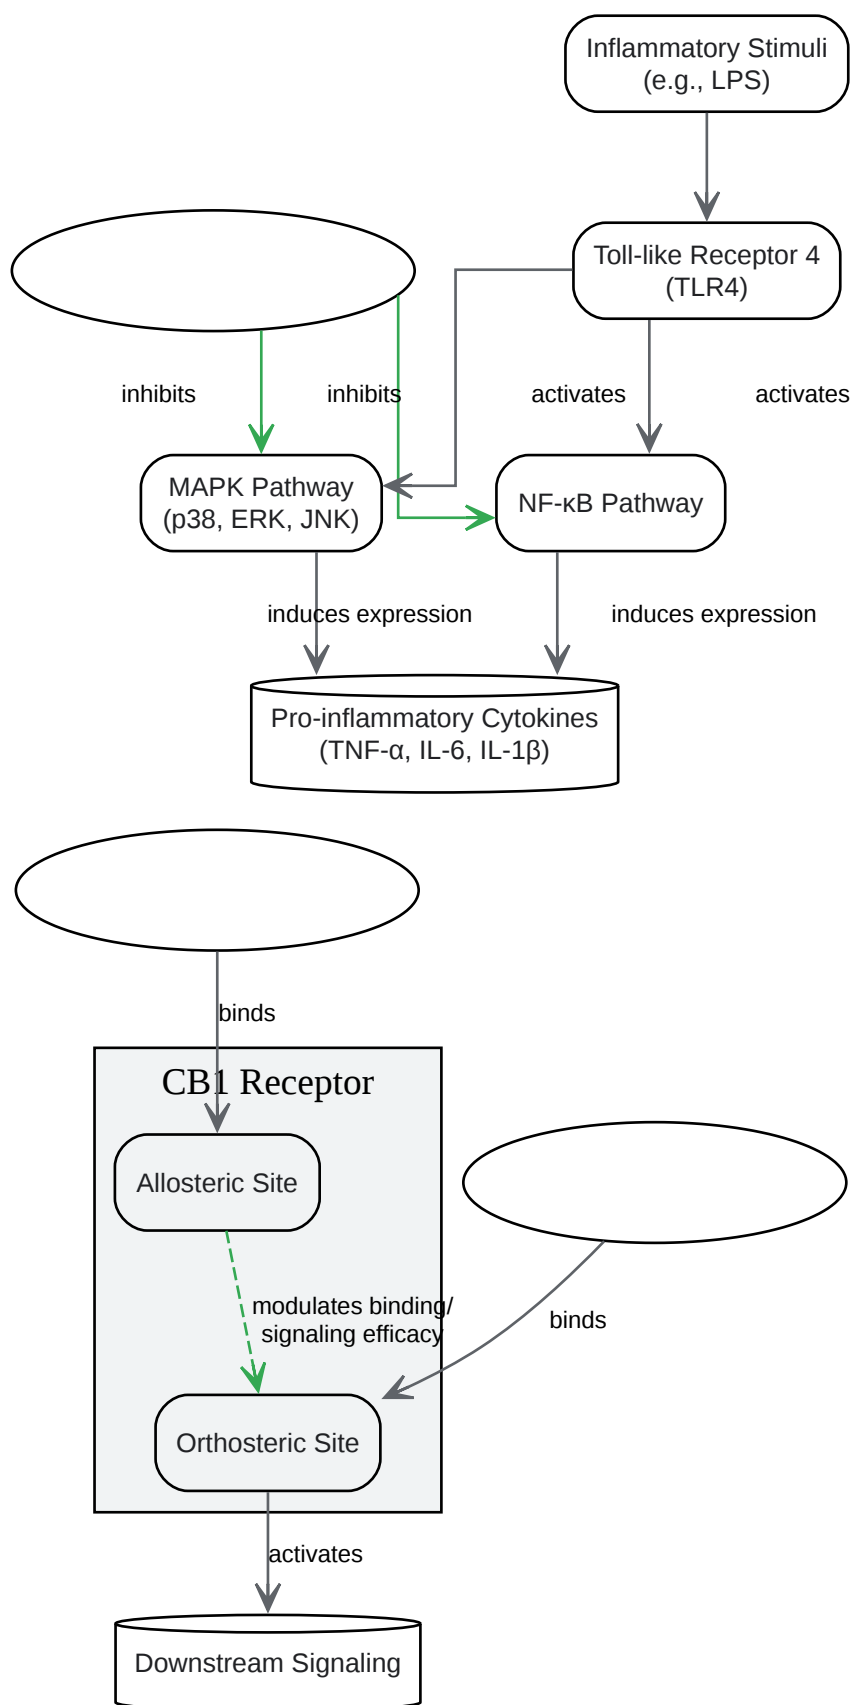 Inflammatory Stimuli
(e.g., LPS)
Toll-like Receptor 4
(TLR4)
inhibits
inhibits
activates
activates
MAPK Pathway
(p38, ERK, JNK)
NF-κB Pathway
induces expression
induces expression
Pro-inflammatory Cytokines
(TNF-α, IL-6, IL-1β)
binds
CB1 Receptor
Allosteric Site
modulates binding/
signaling efficacy
binds
Orthosteric Site
activates
Downstream Signaling